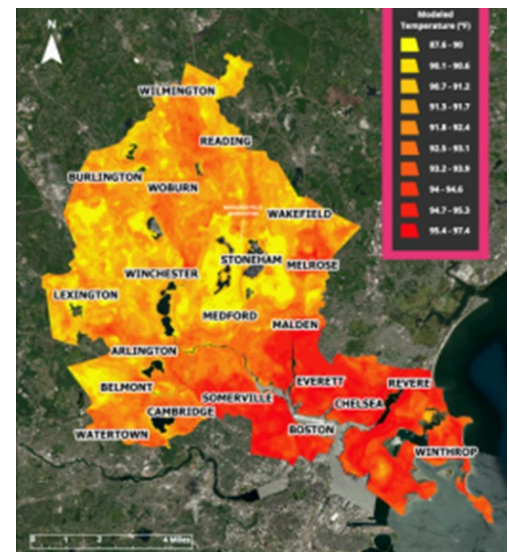 Modeled
Temperature (°F)
87.6 - 90
90.1 - 90.6
90.7 - 91.2
91.3 - 91.7
91.8 - 92.4
92.5 - 93.1
93.2 - 93.9
94 - 94.6
94.7 - 95.3
95.4 - 97.4
N
WILMINGTON
READING
BURLINGTON
WOBURN
WAKEFIELD
STONEHAM
MELROSE
WINCHESTER
LEXINGTON
MEDFORD
MALDEN
ARLINGTON
BELMONT
EVERETT
REVERE
SOMERVILLE
CHELSEA
CAMBRIDGE
BOSTON
WATERTOWN
WINTHROP
0 1 2 4 Miles